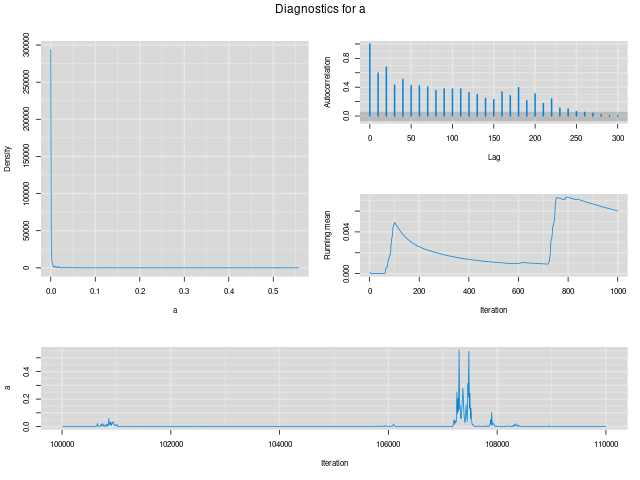 Diagnostics for a
Density
0
50000
100000
150000
200000
250000
300000
0.0 0.1 0.2 0.3 0.4 0.5
a
Autocorrelation
0.0 0.4 0.8
0 50 100 150 200 250 300
Lag
Running mean
0.000 0.004
0 200 400 600 800 1000
Iteration
a
0.0 0.2 0.4
100000 102000 104000 106000 108000 110000
Iteration